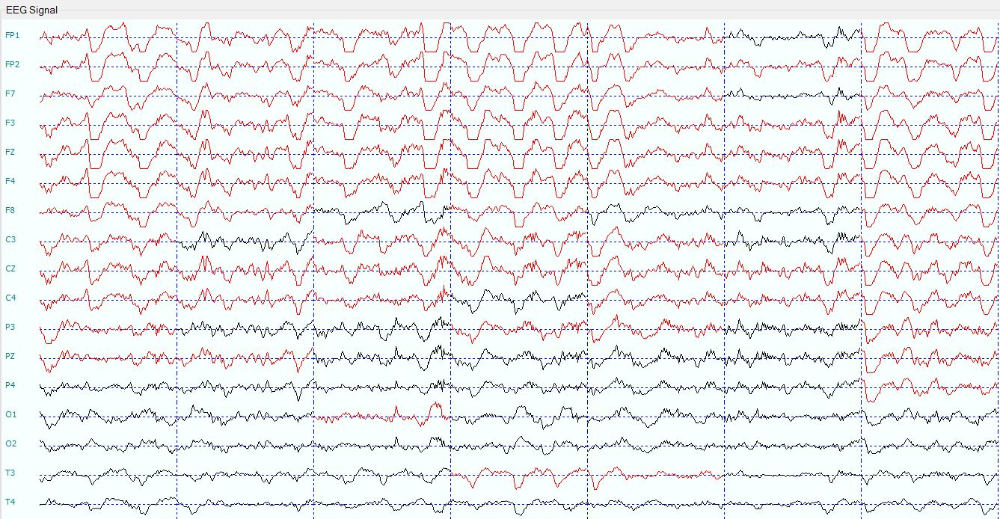 EEG Signal
FP1
FP2
F7
F3
FZ
F4
F8
C3
CZ
C4
P3
PZ
P4
O1
O2
T3
T4